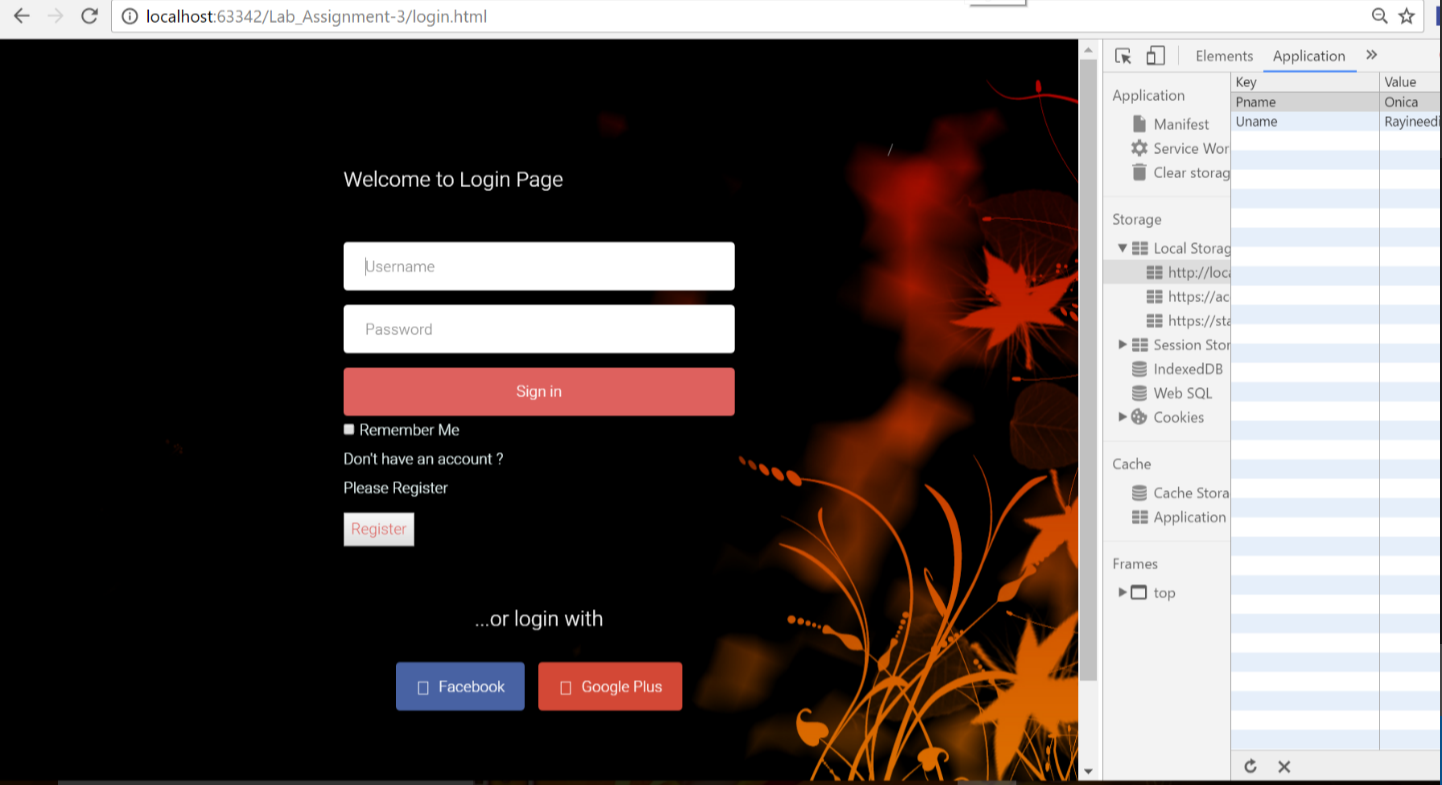 localhost:63342/Lab_Assignment-3/login.html
Welcome to Login Page
Username
Password
Sign in
Remember Me
Don't have an account ?
Please Register
Register
...or login with
Facebook
Google Plus
Elements
Application
Application
Manifest
Service Wor
Clear storag
Storage
Local Storag
http://loca
https://ac
https://sta
Session Stor
IndexedDB
Web SQL
Cookies
Cache
Cache Stora
Application
Frames
top
Key Value
Pname Onica
Uname Rayineedi